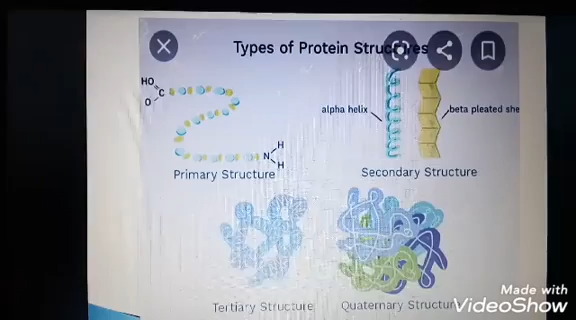 Types of Protein Structures
HO
C
O
H
N
H
Primary Structure
alpha helix
beta pleated she
Secondary Structure
Tertiary Structure
Quaternary Structur
Made with
VideoShow